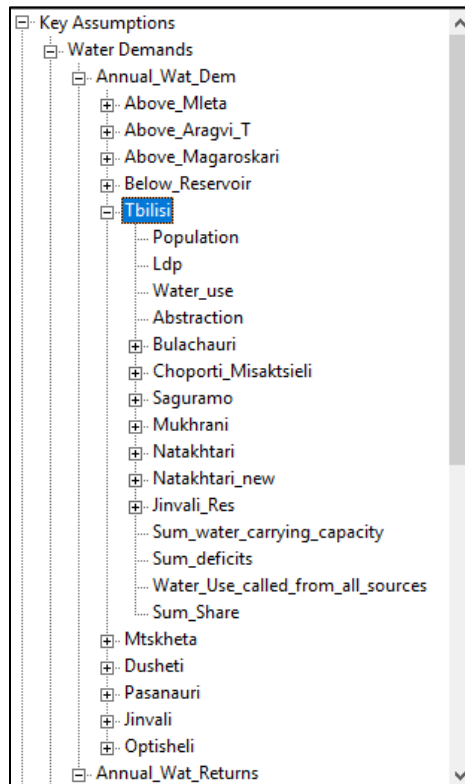 Key Assumptions
Water Demands
Annual_Wat_Dem
Above_Mleta
Above_Aragvi_T
Above_Magaroskari
Below_Reservoir
Tbilisi
Population
Ldp
Water_use
Abstraction
Bulachauri
Choporti_Misaktsieli
Saguramo
Mukhrani
Natakhtari
Natakhtari_new
Jinvali_Res
Sum_water_carrying_capacity
Sum_deficits
Water_Use_called_from_all_sources
Sum_Share
Mtskheta
Dusheti
Pasanauri
Jinvali
Optisheli
Annual_Wat_Returns